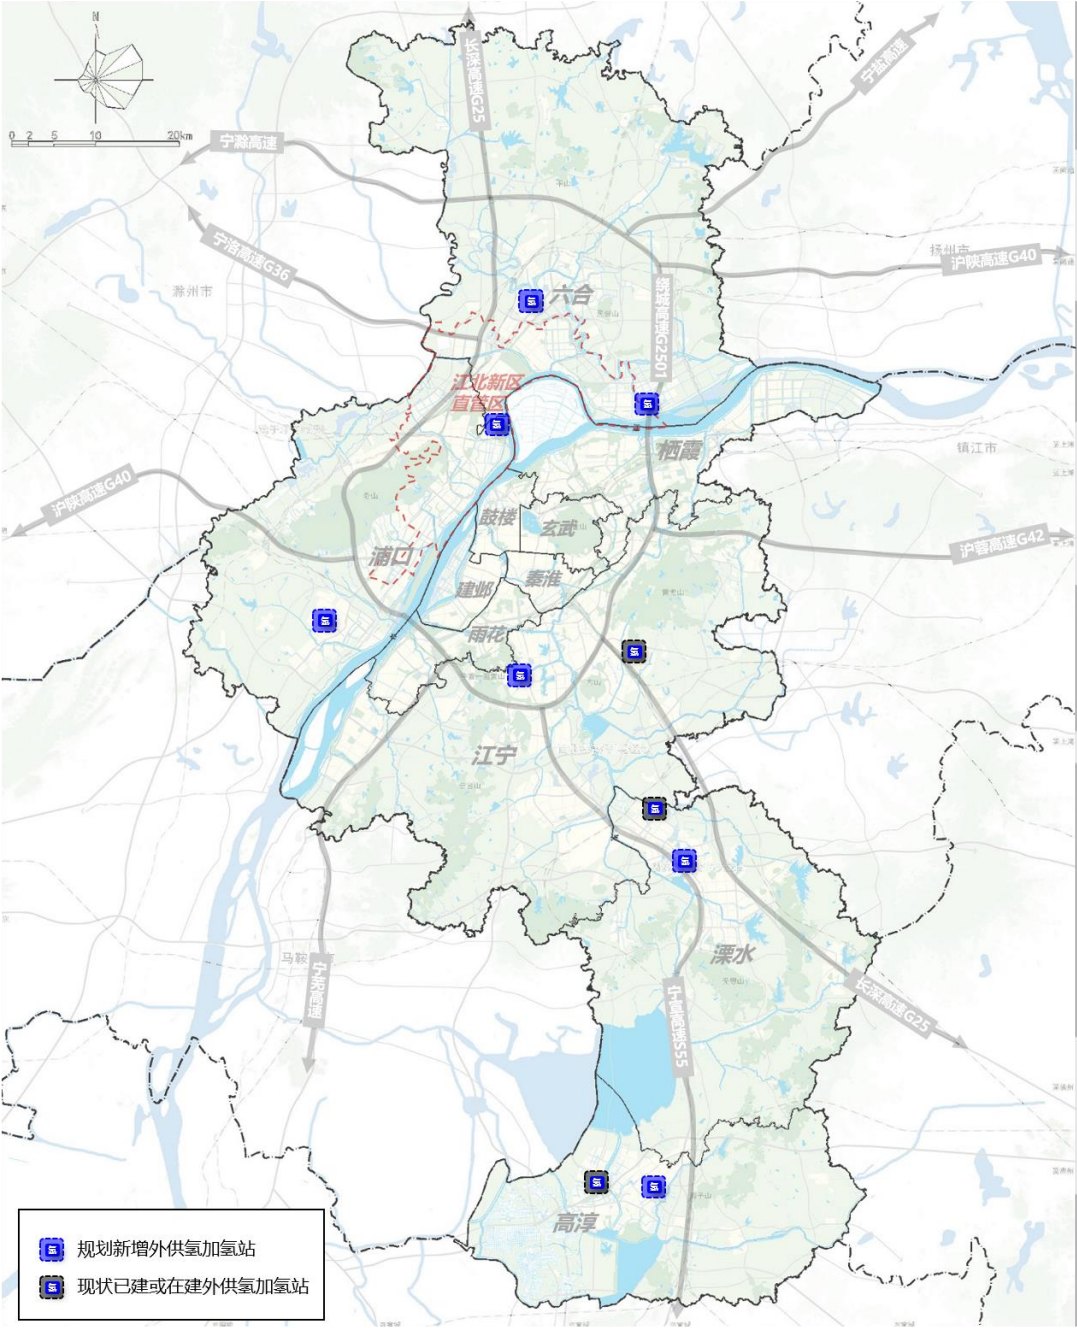 N
0 2 5 10 20km
长深高速G25
宁盐高速
宁滁高速
宁洛高速G36
滁州市
扬州市
沪陕高速G40
六合
绕城高速G2501
江北新区
直管区
栖霞
镇江市
沪陕高速G40
鼓楼
玄武
沪蓉高速G42
浦口
建邺
秦淮
雨花
江宁
溧水
马鞍
宁芜高速
长深高速G25
宁宣高速S55
高淳
规划新增外供氢加氢站
现状已建或在建外供氢加氢站